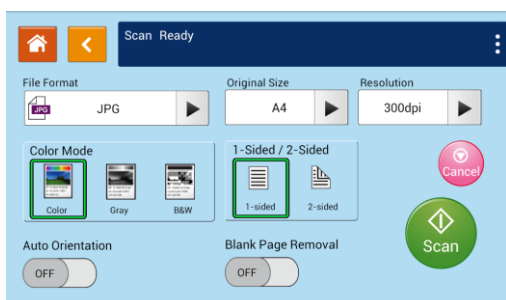 Scan Ready
File Format
Original Size
Resolution
JPG
JPG
A4
300dpi
Color Mode
1-Sided / 2-Sided
Color
Gray
B&W
1-sided
2-sided
Cancel
Scan
Auto Orientation
Blank Page Removal
OFF
OFF